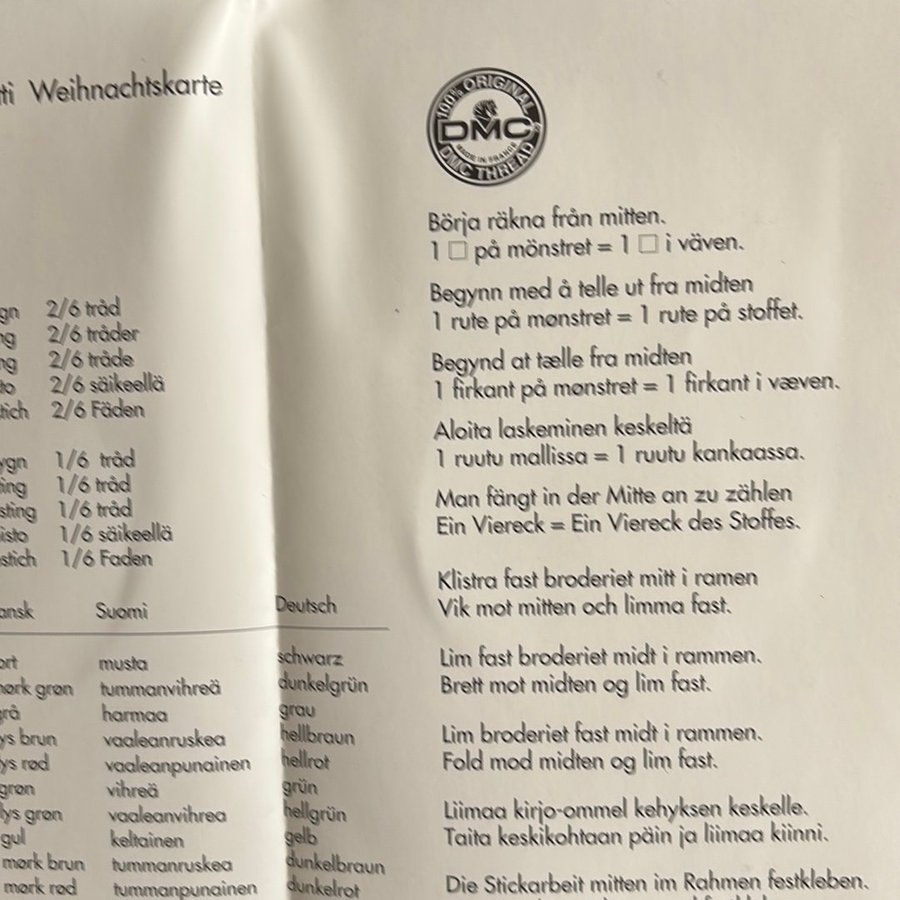 Weihnachtskarte
100% ORIGINAL
DMC
MADE IN FRANCE
DMC THREAD
Börja räkna från mitten.
1 □ på mönstret = 1 □ i väven.
Begynn med å telle ut fra midten
1 rute på mønstret = 1 rute på stoffet.
Begynd at tælle fra midten
1 firkant på mønstret = 1 firkant i væven.
Aloita laskeminen keskeltä
1 ruutu mallissa = 1 ruutu kankaassa.
Man fängt in der Mitte an zu zählen
Ein Viereck = Ein Viereck des Stoffes.
Klistra fast broderiet mitt i ramen
Vik mot mitten och limma fast.
Lim fast broderiet midt i rammen.
Brett mot midten og lim fast.
Lim broderiet fast midt i rammen.
Fold mod midten og lim fast.
Liimaa kirjo-ommel kehyksen keskelle.
Taita keskikohtaan päin ja liimaa kiinni.
Die Stickarbeit mitten im Rahmen festkleben.
2/6 tråd
2/6 tråder
2/6 tråde
2/6 säikeellä
2/6 Fäden
1/6 tråd
1/6 tråd
1/6 tråd
1/6 säikeellä
1/6 Faden
Suomi Deutsch
musta schwarz
mørk grøn tummanvihreä dunkelgrün
grå harmaa grau
lys brun vaaleanruskea hellbraun
lys rød vaaleanpunainen hellrot
grøn vihreä grün
lys grøn vaaleanvihrea hellgrün
gul keltainen gelb
mørk brun tummanruskea dunkelbraun
mørk rød tummanpunainen dunkelrot